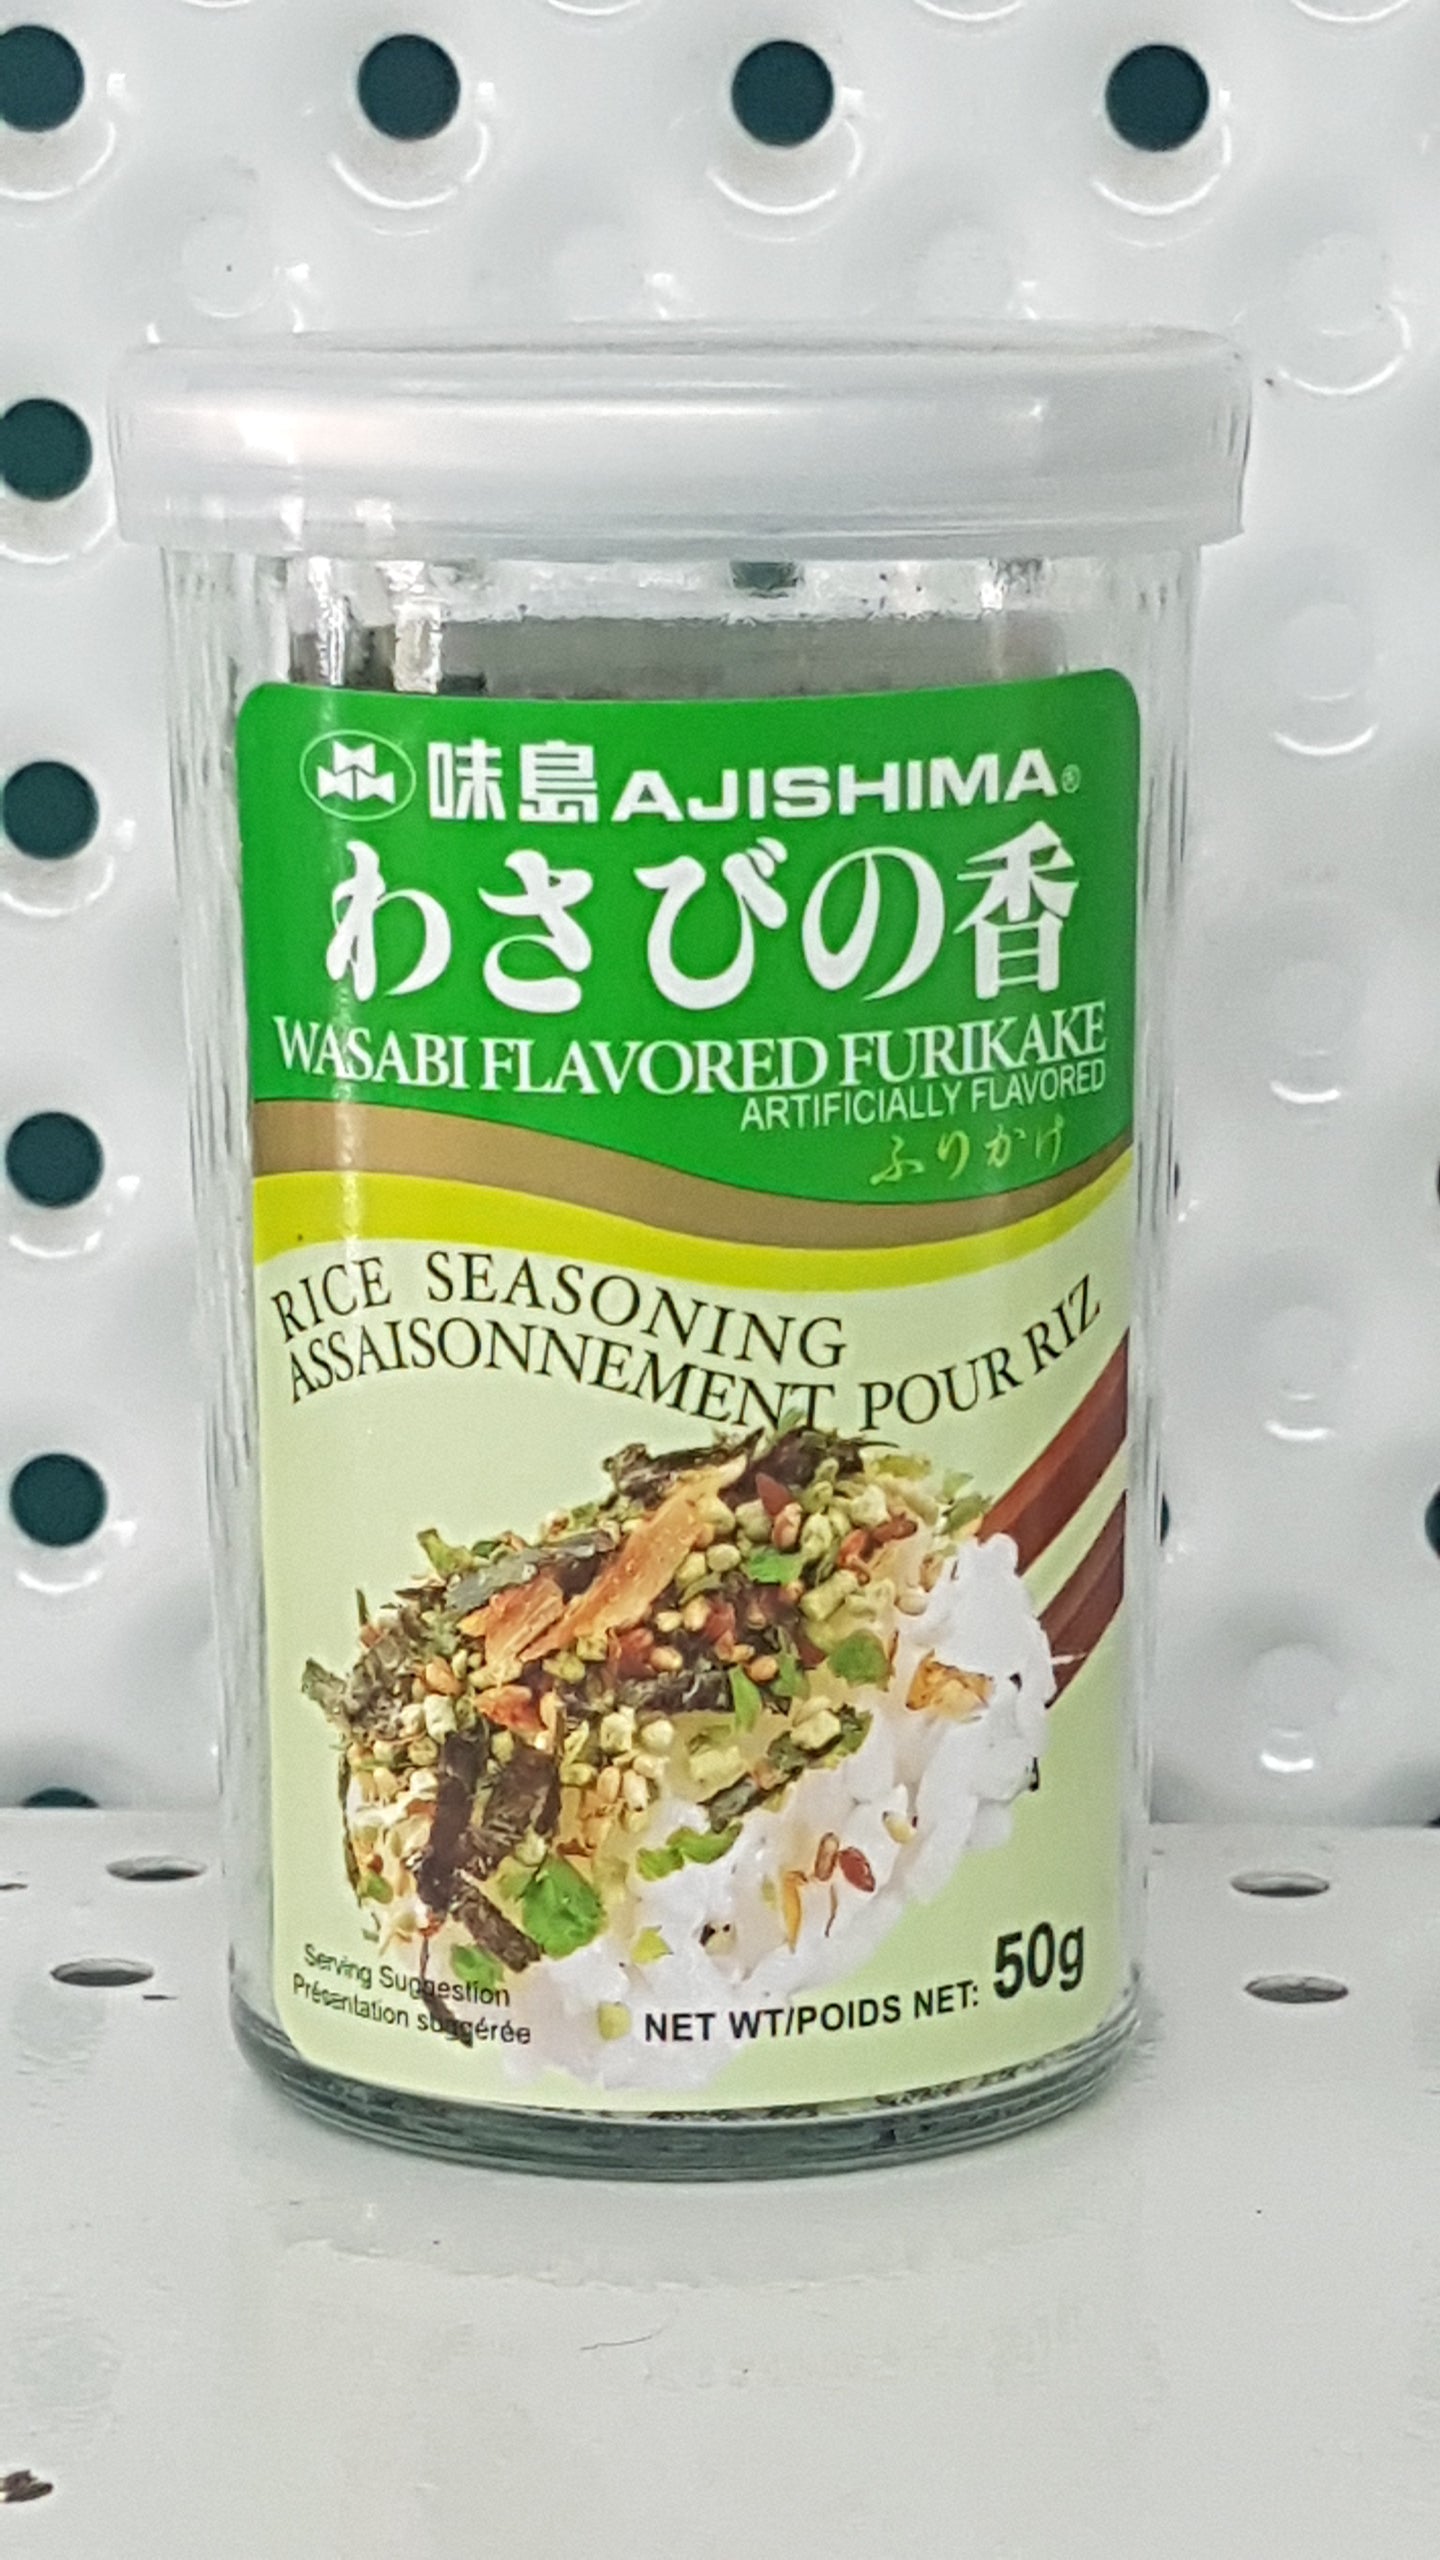 味島 AJISHIMA®
わさびの香
WASABI FLAVORED FURIKAKE
ARTIFICIALLY FLAVORED
ふりかけ
RICE SEASONING
ASSAISONNEMENT POUR RIZ
Serving Suggestion
Présentation suggérée
NET WT/POIDS NET: 50g